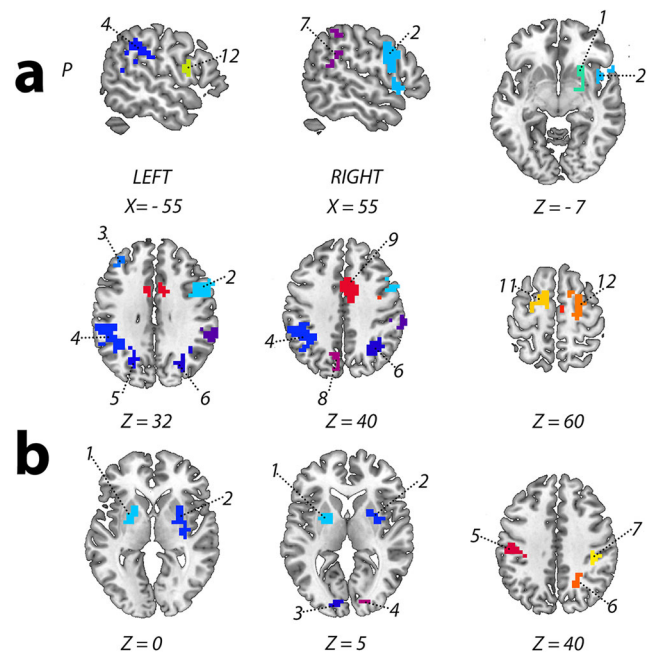 a
P
4
12
7
2
1
2
LEFT
RIGHT
X= - 55
X = 55
Z = - 7
3
2
4
5
6
9
4
8
6
11
12
Z = 32
Z = 40
Z = 60
b
1
2
1
2
3
4
5
7
6
Z = 0
Z = 5
Z = 40